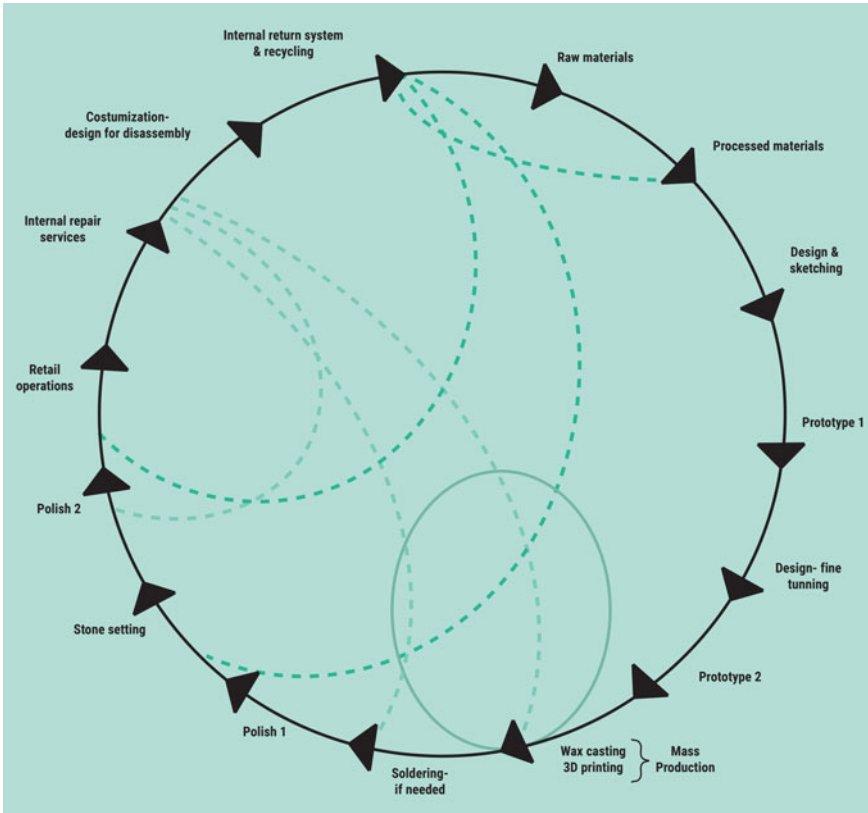 Internal return system
& recycling
Raw materials
Processed materials
Design &
sketching
Prototype 1
Design- fine
tunning
Prototype 2
Wax casting
3D printing
Mass
Production
Soldering-
if needed
Polish 1
Stone setting
Polish 2
Retail
operations
Internal repair
services
Costumization-
design for disassembly